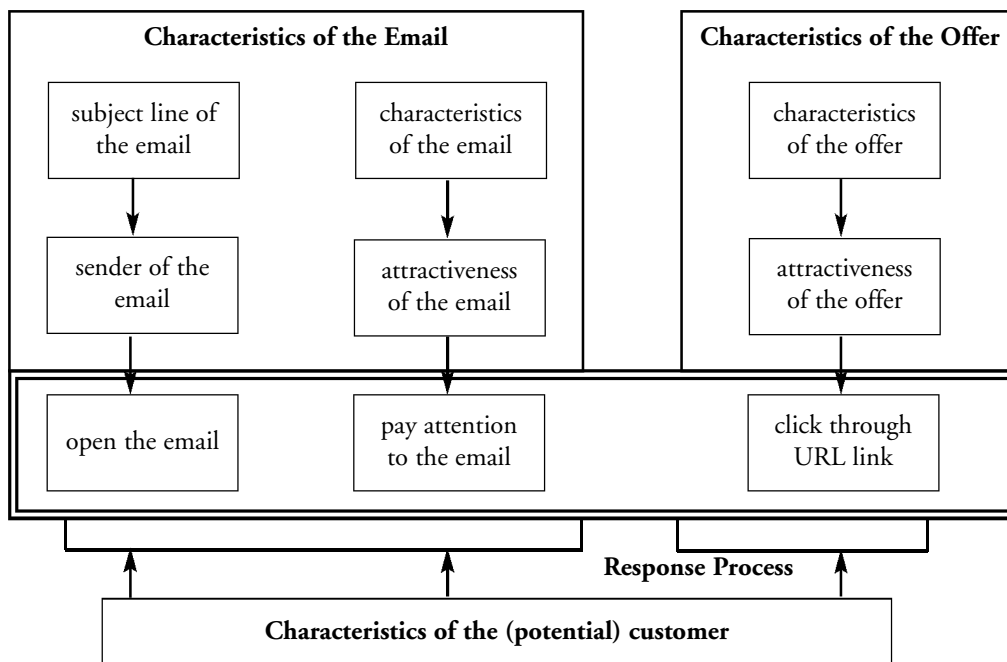 Characteristics of the Email
Characteristics of the Offer
subject line of
the email
characteristics
of the email
characteristics
of the offer
sender of the
email
attractiveness
of the email
attractiveness
of the offer
open the email
pay attention
to the email
click through
URL link
Response Process
Characteristics of the (potential) customer